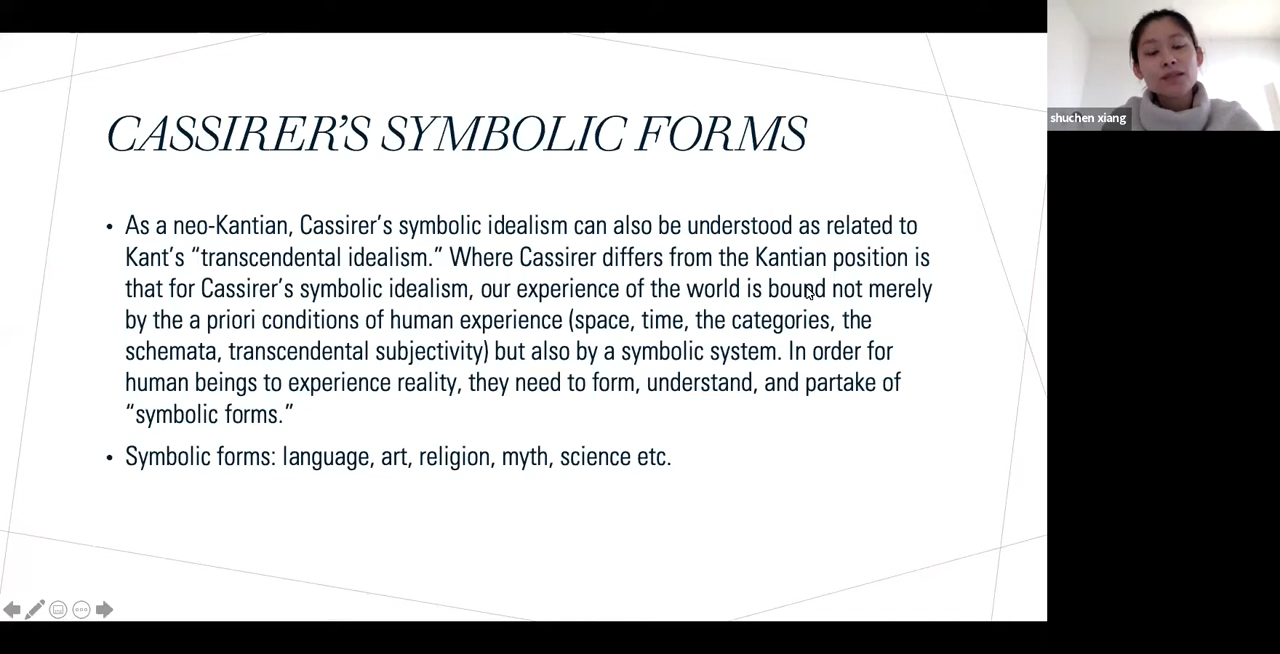 CASSIRER'S SYMBOLIC FORMS
• As a neo-Kantian, Cassirer's symbolic idealism can also be understood as related to
Kant's “transcendental idealism.” Where Cassirer differs from the Kantian position is
that for Cassirer's symbolic idealism, our experience of the world is bound not merely
by the a priori conditions of human experience (space, time, the categories, the
schemata, transcendental subjectivity) but also by a symbolic system. In order for
human beings to experience reality, they need to form, understand, and partake of
“symbolic forms.”
• Symbolic forms: language, art, religion, myth, science etc.
shuchen xiang